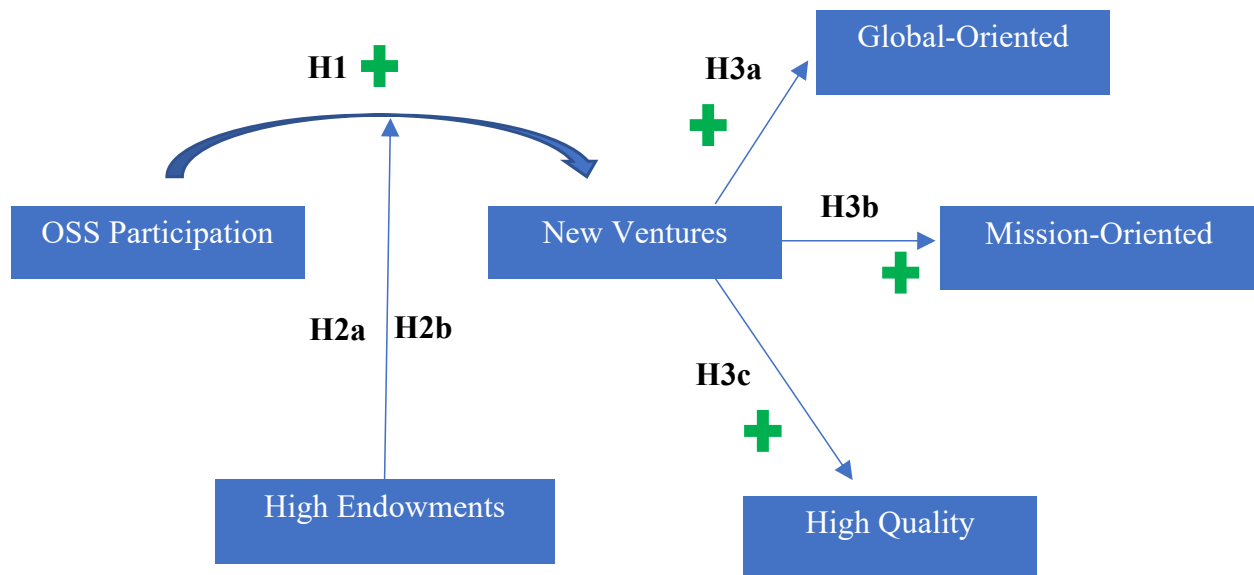 Global-Oriented
H1
H3a
OSS Participation
New Ventures
H3b
Mission-Oriented
H2a
H2b
H3c
High Endowments
High Quality